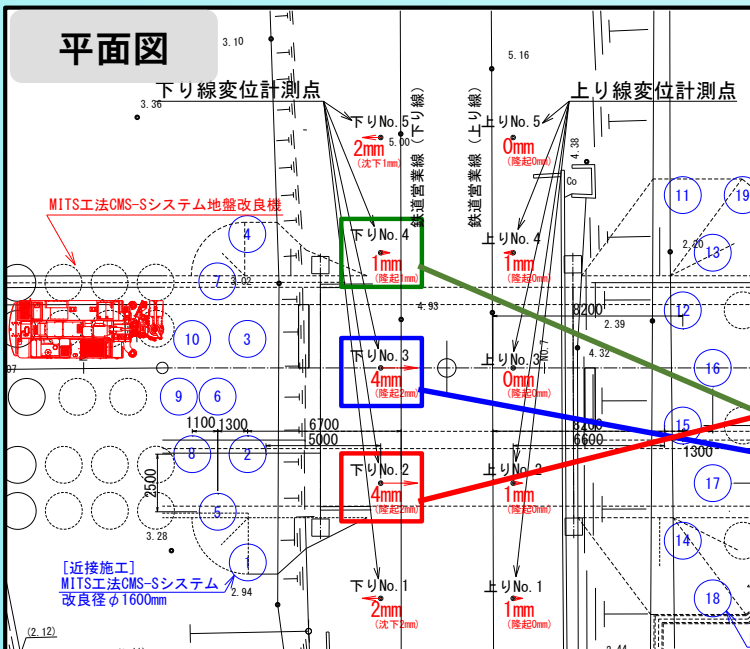 平面図
3.10
5.16
下り線変位計測点
上り線変位計測点
3.36
鉄道営業線(下り線)
鉄道営業線(上り線)
下りNo.5
5.00
2mm
(沈下1mm)
上りNo.5
0mm
(隆起0mm)
4.38
Co
MITS工法CMS-Sシステム地盤改良機
11
19
4
下りNo.4
1mm
(隆起1mm)
上りNo.4
1mm
(隆起0mm)
2.20
13
7
3.02
4.93
8200
12
2.39
10
3
下りNo.3
4mm
(隆起2mm)
上りNo.3
0mm
(隆起0mm)
No.7
4.32
16
9
6
1100
1300
6700
5000
8200
6600
15
1300
8
2
2500
下りNo.2
4mm
(隆起2mm)
上りNo.2
1mm
(隆起0mm)
17
5
3.28
14
[近接施工]
MITS工法CMS-Sシステム
改良径φ1600mm
1
2.94
下りNo.1
2mm
(沈下2mm)
上りNo.1
1mm
(隆起0mm)
18
(2.12)